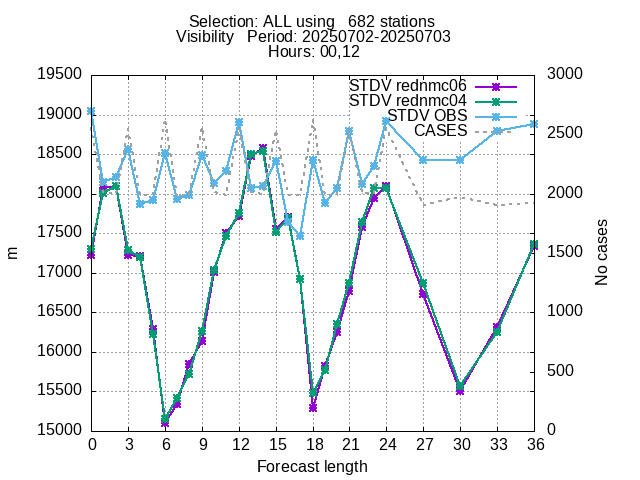 Selection: ALL using   682 stations
Visibility   Period: 20250702-20250703
Hours: 00,12
STDV rednmc06
STDV rednmc04
STDV OBS
CASES
19500
19000
18500
18000
17500
17000
16500
16000
15500
15000
m
3000
2500
2000
1500
1000
500
0
No cases
0 3 6 9 12 15 18 21 24 27 30 33 36
Forecast length